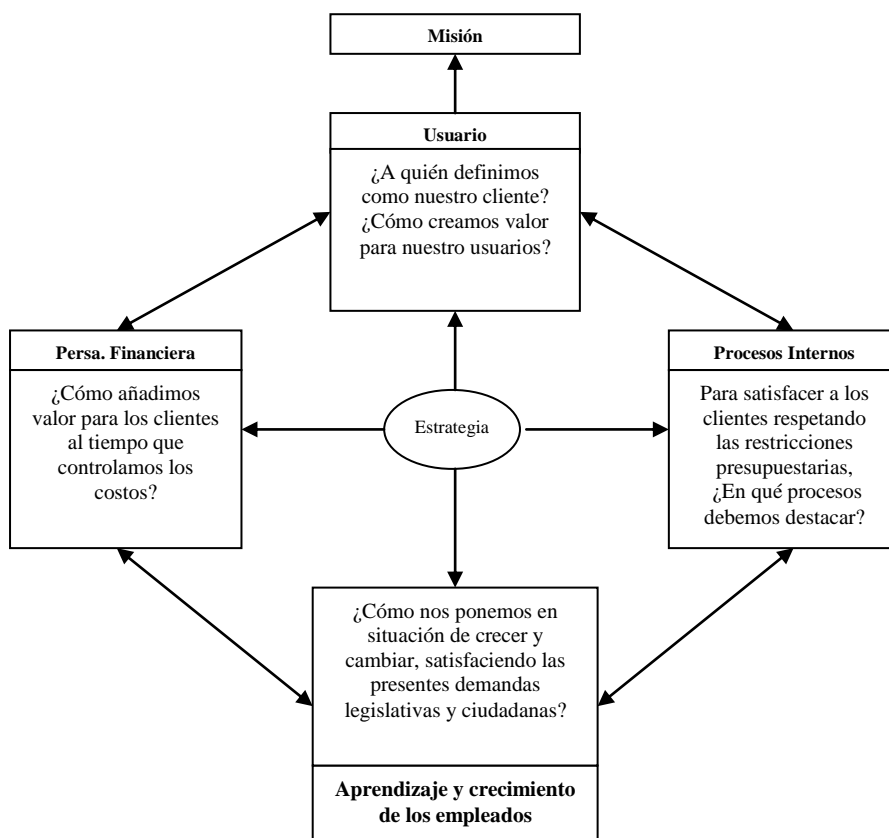 Misión
Usuario
¿A quién definimos
como nuestro cliente?
¿Cómo creamos valor
para nuestro usuarios?
Persa. Financiera
¿Cómo añadimos
valor para los clientes
al tiempo que
controlamos los
costos?
Estrategia
Procesos Internos
Para satisfacer a los
clientes respetando
las restricciones
presupuestarias,
¿En qué procesos
debemos destacar?
¿Cómo nos ponemos en
situación de crecer y
cambiar, satisfaciendo las
presentes demandas
legislativas y ciudadanas?
Aprendizaje y crecimiento
de los empleados